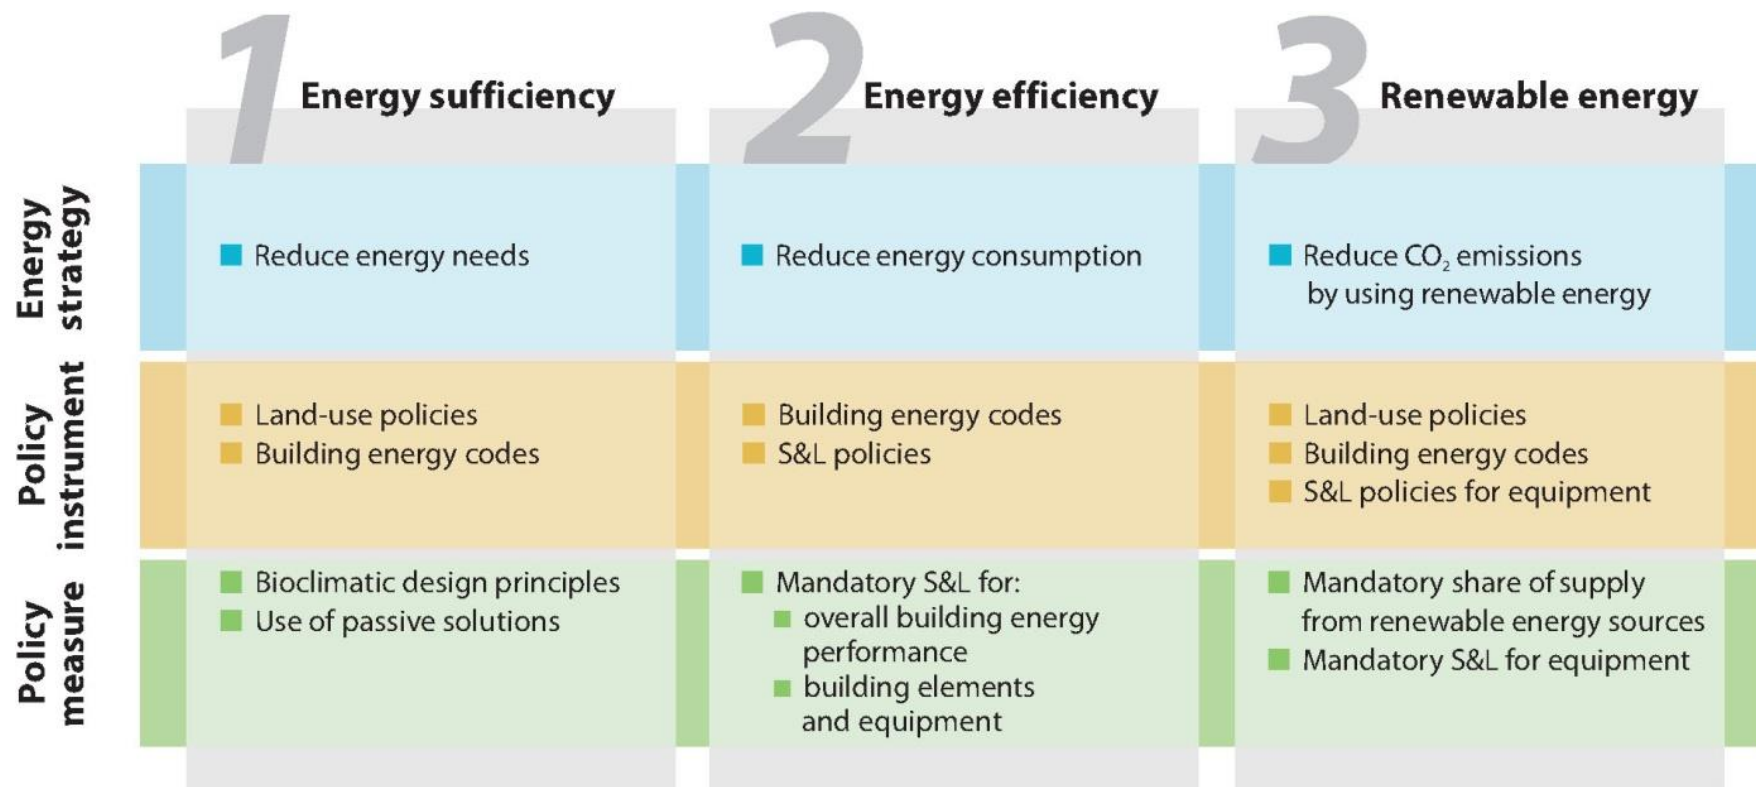 1 Energy sufficiency
2 Energy efficiency
3 Renewable energy
Energy
strategy
Reduce energy needs
Reduce energy consumption
Reduce CO₂ emissions
by using renewable energy
Policy
instrument
Land-use policies
Building energy codes
Building energy codes
S&L policies
Land-use policies
Building energy codes
S&L policies for equipment
Policy
measure
Bioclimatic design principles
Use of passive solutions
Mandatory S&L for:
overall building energy
performance
building elements
and equipment
Mandatory share of supply
from renewable energy sources
Mandatory S&L for equipment